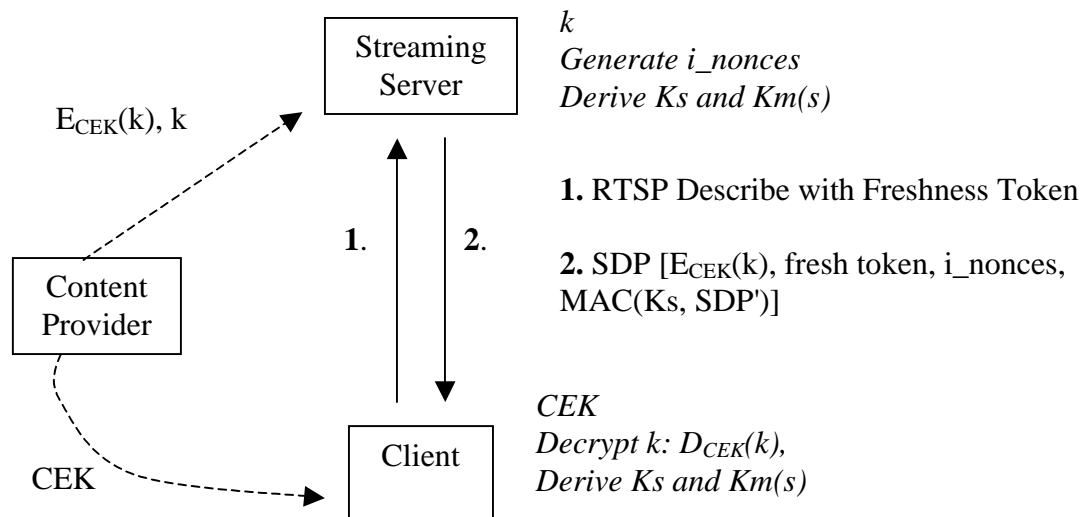 Streaming
Server
k
Generate i_nonces
Derive Ks and Km(s)
E_CEK(k), k
1. RTSP Describe with Freshness Token
1.
2.
2. SDP [E_CEK(k), fresh token, i_nonces,
MAC(Ks, SDP')]
Content
Provider
CEK
Client
CEK
Decrypt k: D_CEK(k),
Derive Ks and Km(s)